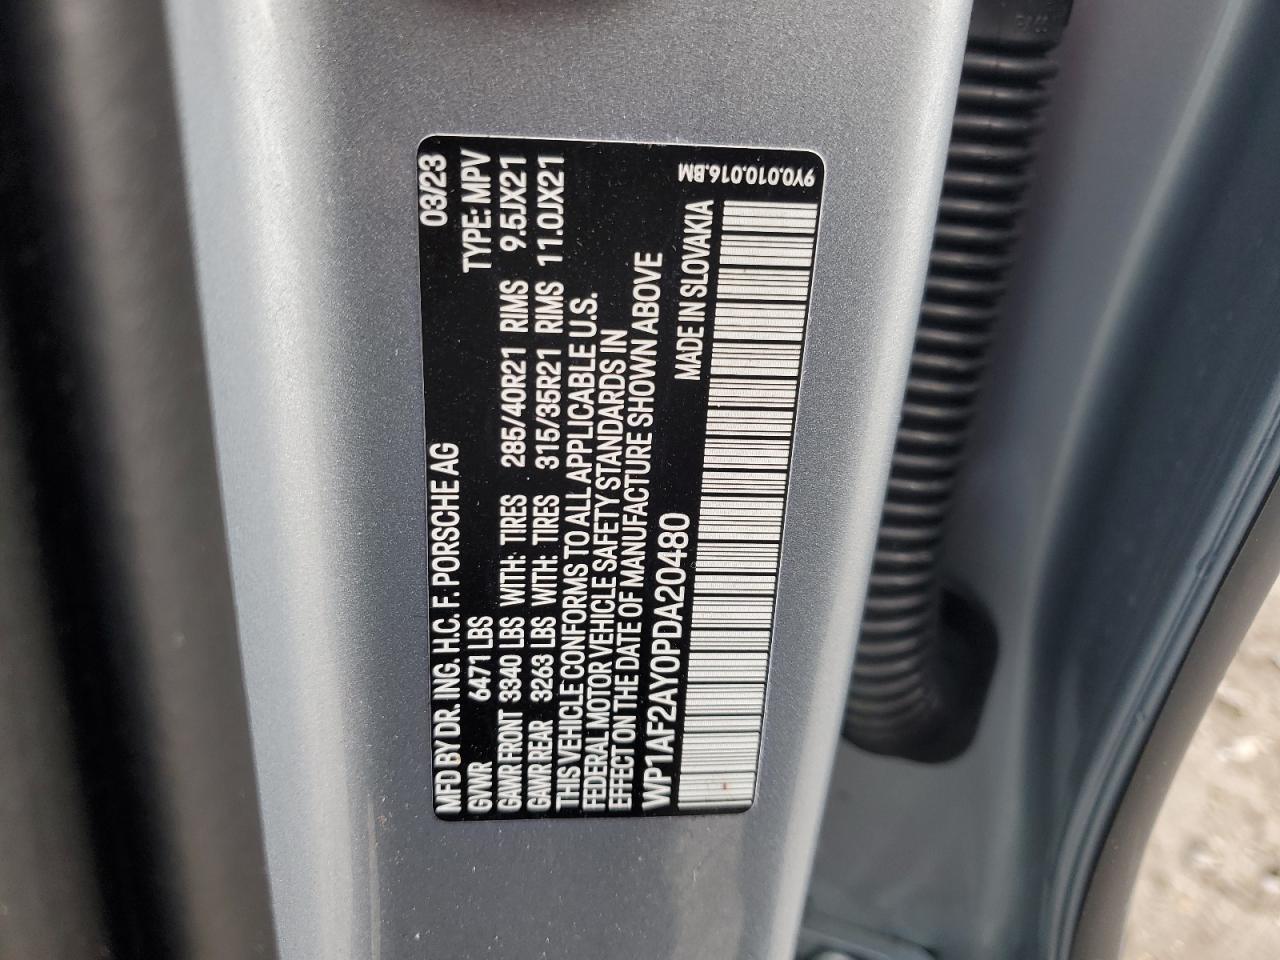 MFD BY DR. ING. H.C. F. PORSCHE AG 03/23
GVWR 6471 LBS TYPE: MPV
GAWR FRONT 3340 LBS WITH: TIRES 285/40R21 RIMS 9.5JX21
GAWR REAR 3263 LBS WITH: TIRES 315/35R21 RIMS 11.0JX21
THIS VEHICLE CONFORMS TO ALL APPLICABLE U.S.
FEDERAL MOTOR VEHICLE SAFETY STANDARDS IN
EFFECT ON THE DATE OF MANUFACTURE SHOWN ABOVE
WP1AF2AY0PDA20480 MADE IN SLOVAKIA
9Y0.010.016.BM